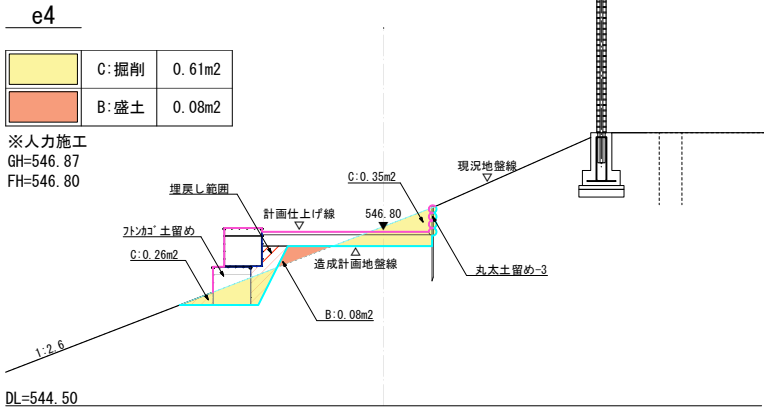 e4
C:掘削 0.61m2
B:盛土 0.08m2
※人力施工
GH=546.87
FH=546.80
現況地盤線
C:0.35m2
埋戻し範囲
計画仕上げ線
546.80
フトンカゴ土留め
C:0.26m2
造成計画地盤線
丸太土留め-3
B:0.08m2
1:2.6
DL=544.50